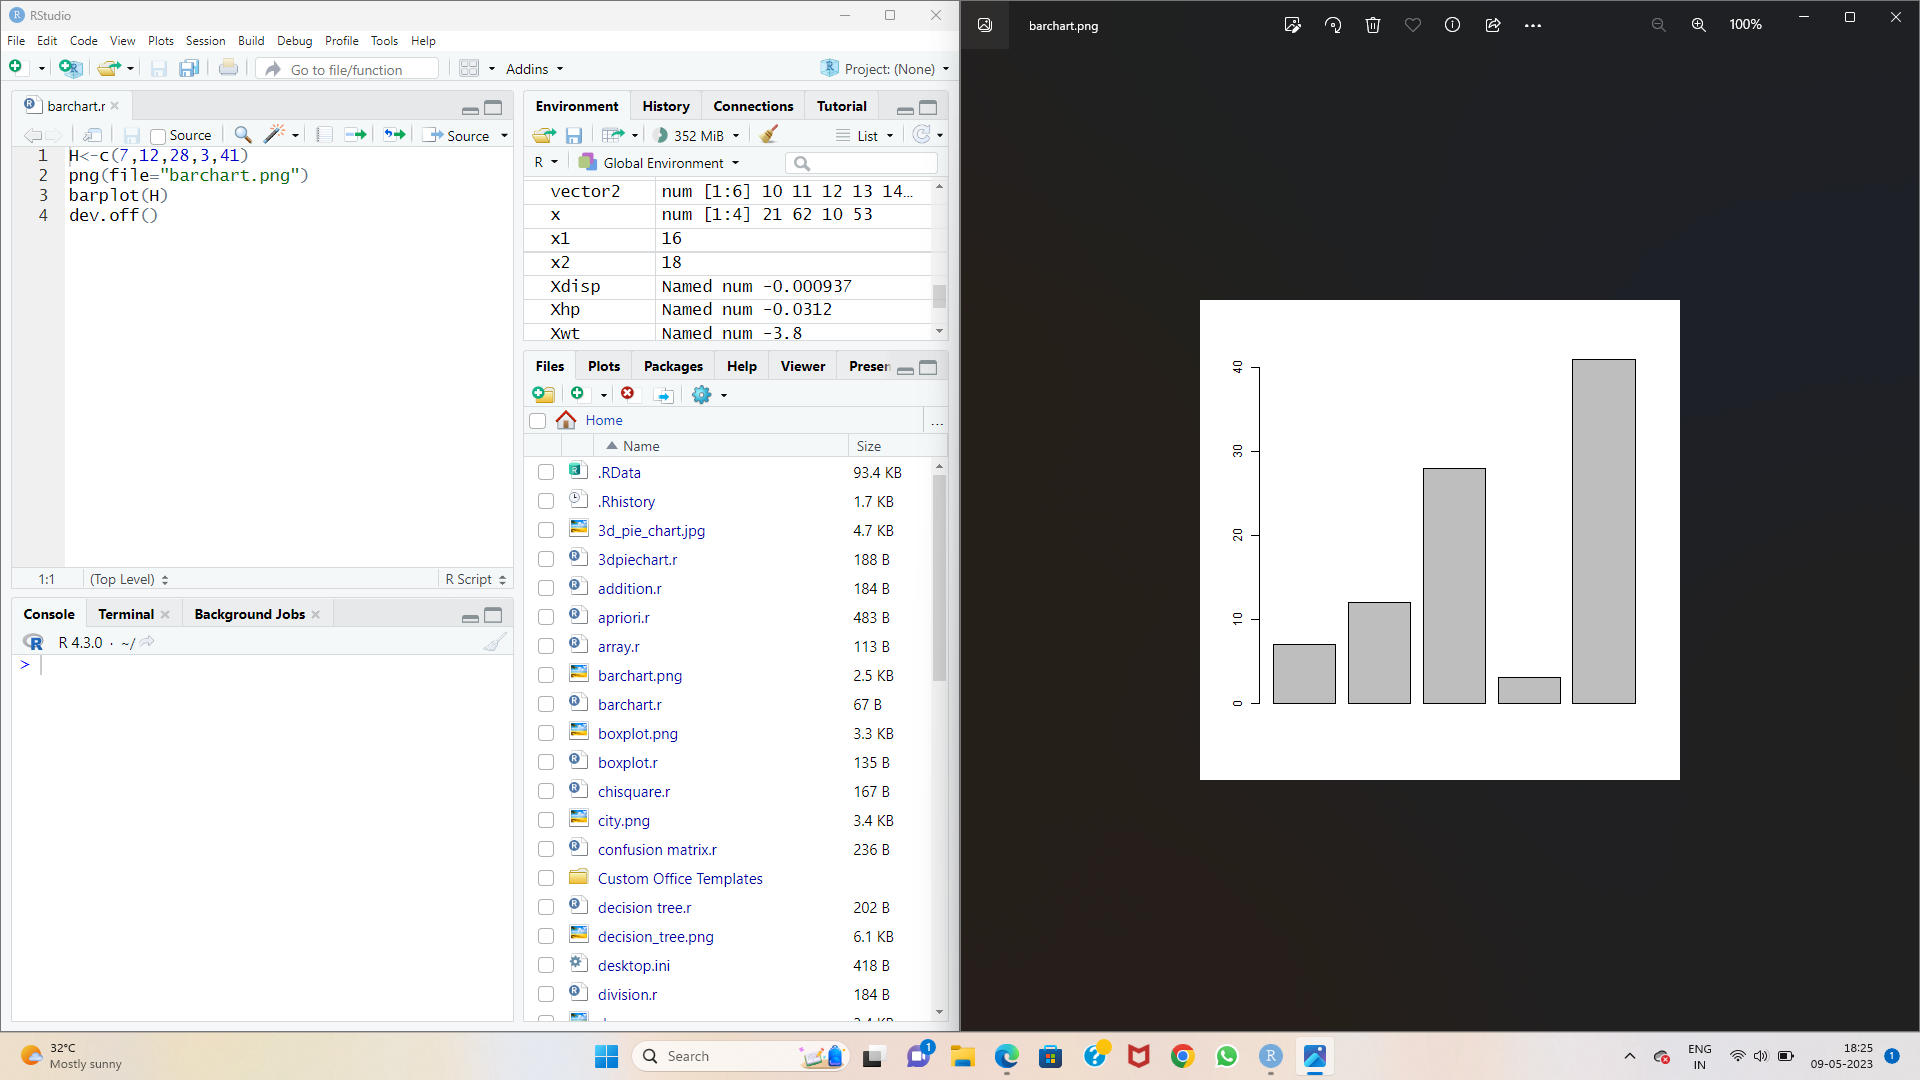 RStudio
File Edit Code View Plots Session Build Debug Profile Tools Help
Go to file/function
Addins
Project: (None)
barchart.r
Source
Source
1 H<-c(7,12,28,3,41)
2 png(file="barchart.png")
3 barplot(H)
4 dev.off()
1:1 (Top Level) R Script
Console Terminal Background Jobs
R 4.3.0 · ~/
>
Environment History Connections Tutorial
352 MiB List
R Global Environment
vector2 num [1:6] 10 11 12 13 14…
x num [1:4] 21 62 10 53
x1 16
x2 18
Xdisp Named num -0.000937
Xhp Named num -0.0312
Xwt Named num -3.8
Files Plots Packages Help Viewer Presen
Home ...
Name Size
.RData 93.4 KB
.Rhistory 1.7 KB
3d_pie_chart.jpg 4.7 KB
3dpiechart.r 188 B
addition.r 184 B
apriori.r 483 B
array.r 113 B
barchart.png 2.5 KB
barchart.r 67 B
boxplot.png 3.3 KB
boxplot.r 135 B
chisquare.r 167 B
city.png 3.4 KB
confusion matrix.r 236 B
Custom Office Templates
decision tree.r 202 B
decision_tree.png 6.1 KB
desktop.ini 418 B
division.r 184 B
barchart.png
100%
40
30
20
10
0
32°C
Mostly sunny
Search
1
ENG
IN
18:25
09-05-2023
1